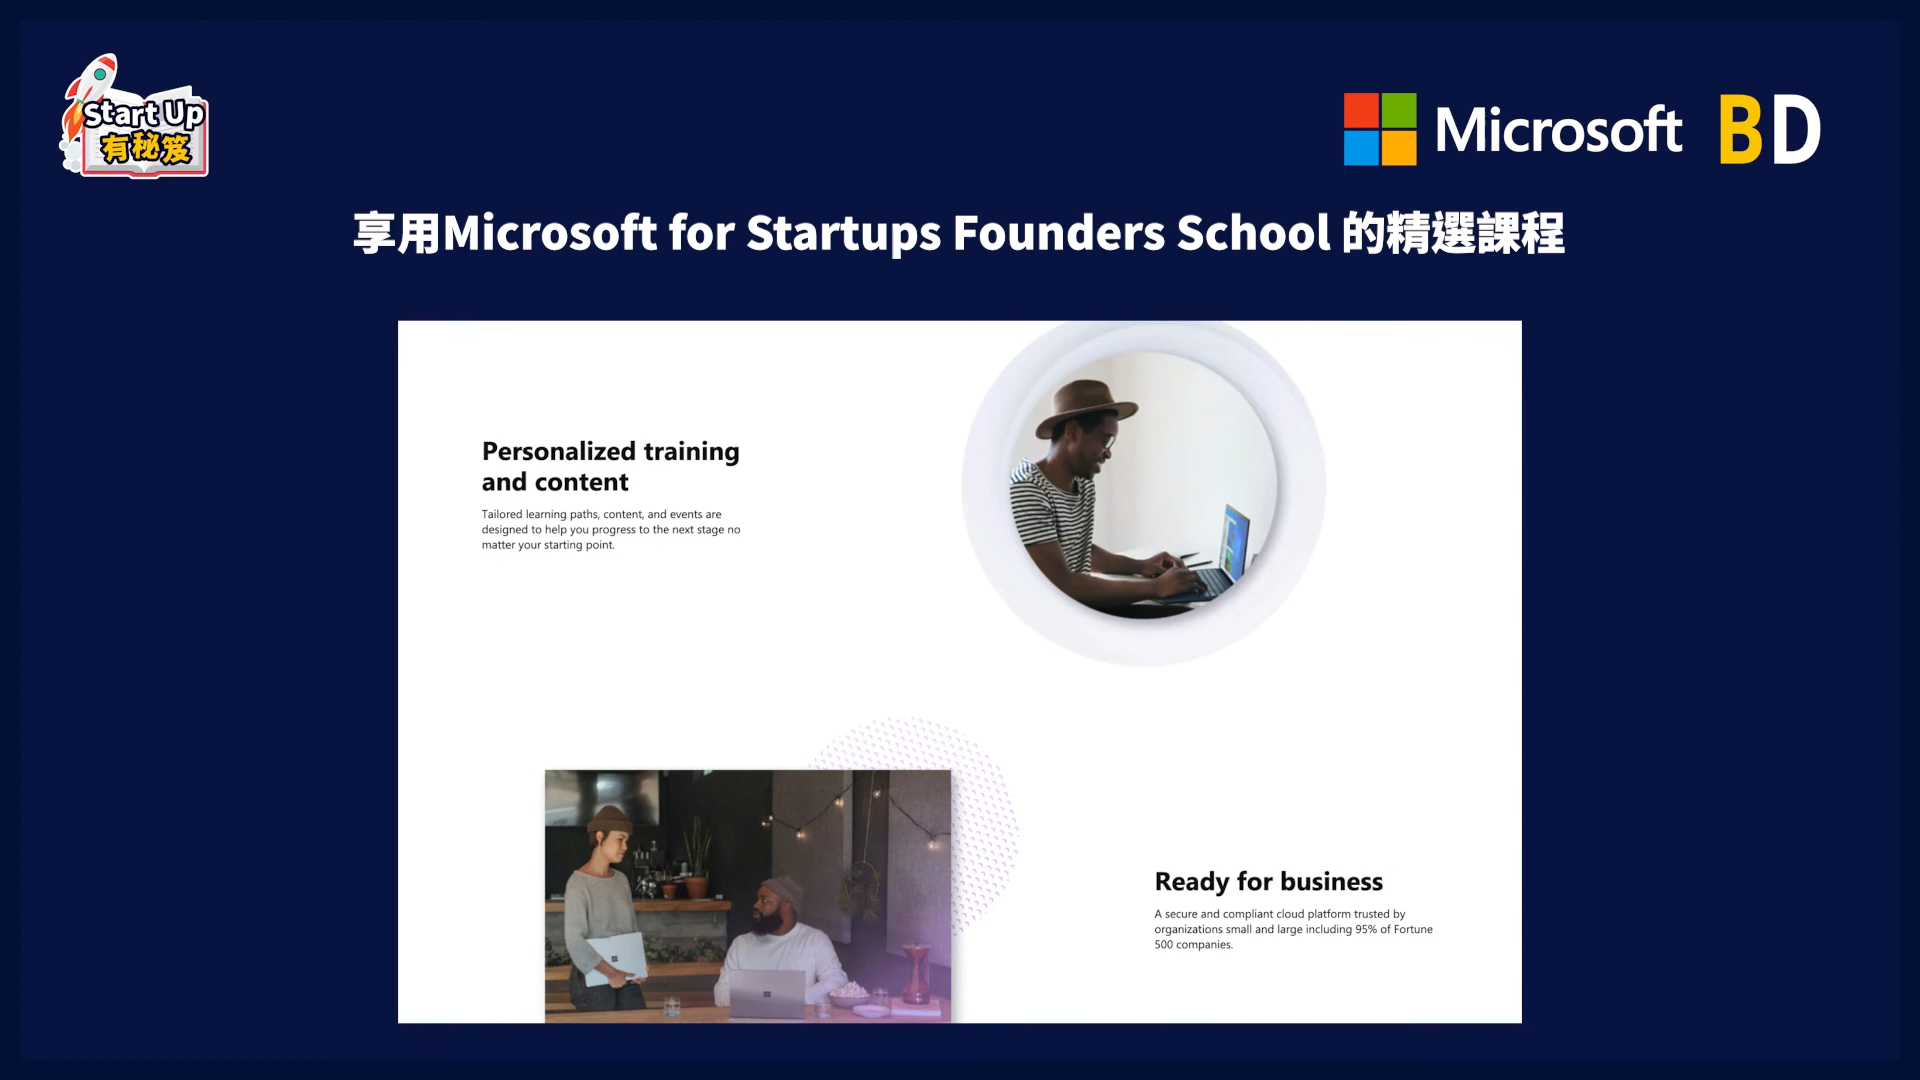 Start Up
有秘笈
Microsoft BD
享用Microsoft for Startups Founders School 的精選課程
Personalized training
and content
Tailored learning paths, content, and events are
designed to help you progress to the next stage no
matter your starting point.
Ready for business
A secure and compliant cloud platform trusted by
organizations small and large including 95% of Fortune
500 companies.